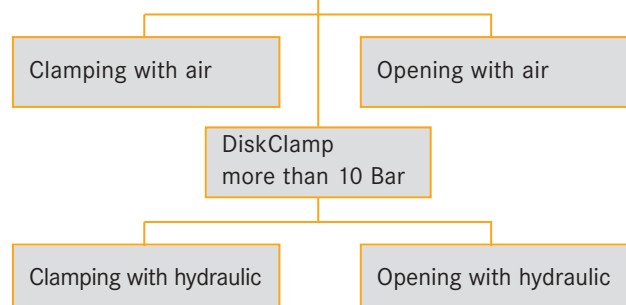 Clamping with air
Opening with air
DiskClamp
more than 10 Bar
Clamping with hydraulic
Opening with hydraulic